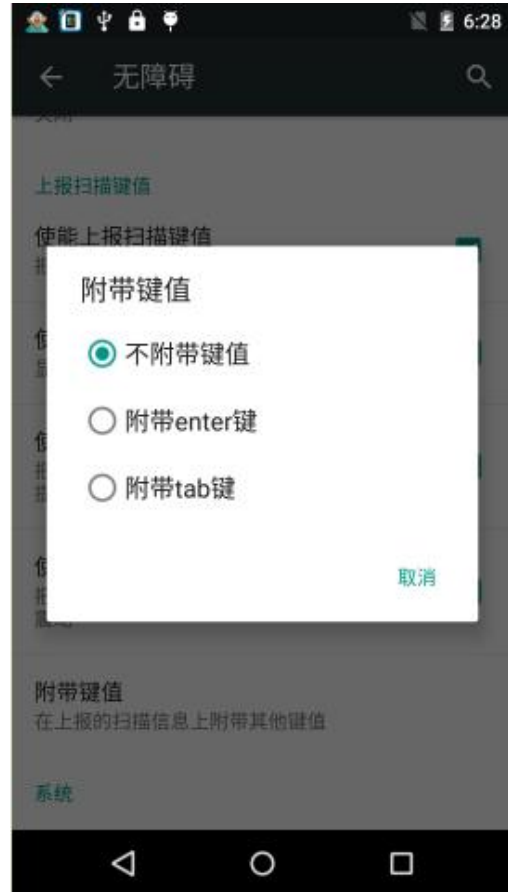 6:28
无障碍
上报扫描键值
使能上报扫描键值
附带键值
不附带键值
附带enter键
附带tab键
取消
附带键值
在上报的扫描信息上附带其他键值
系统